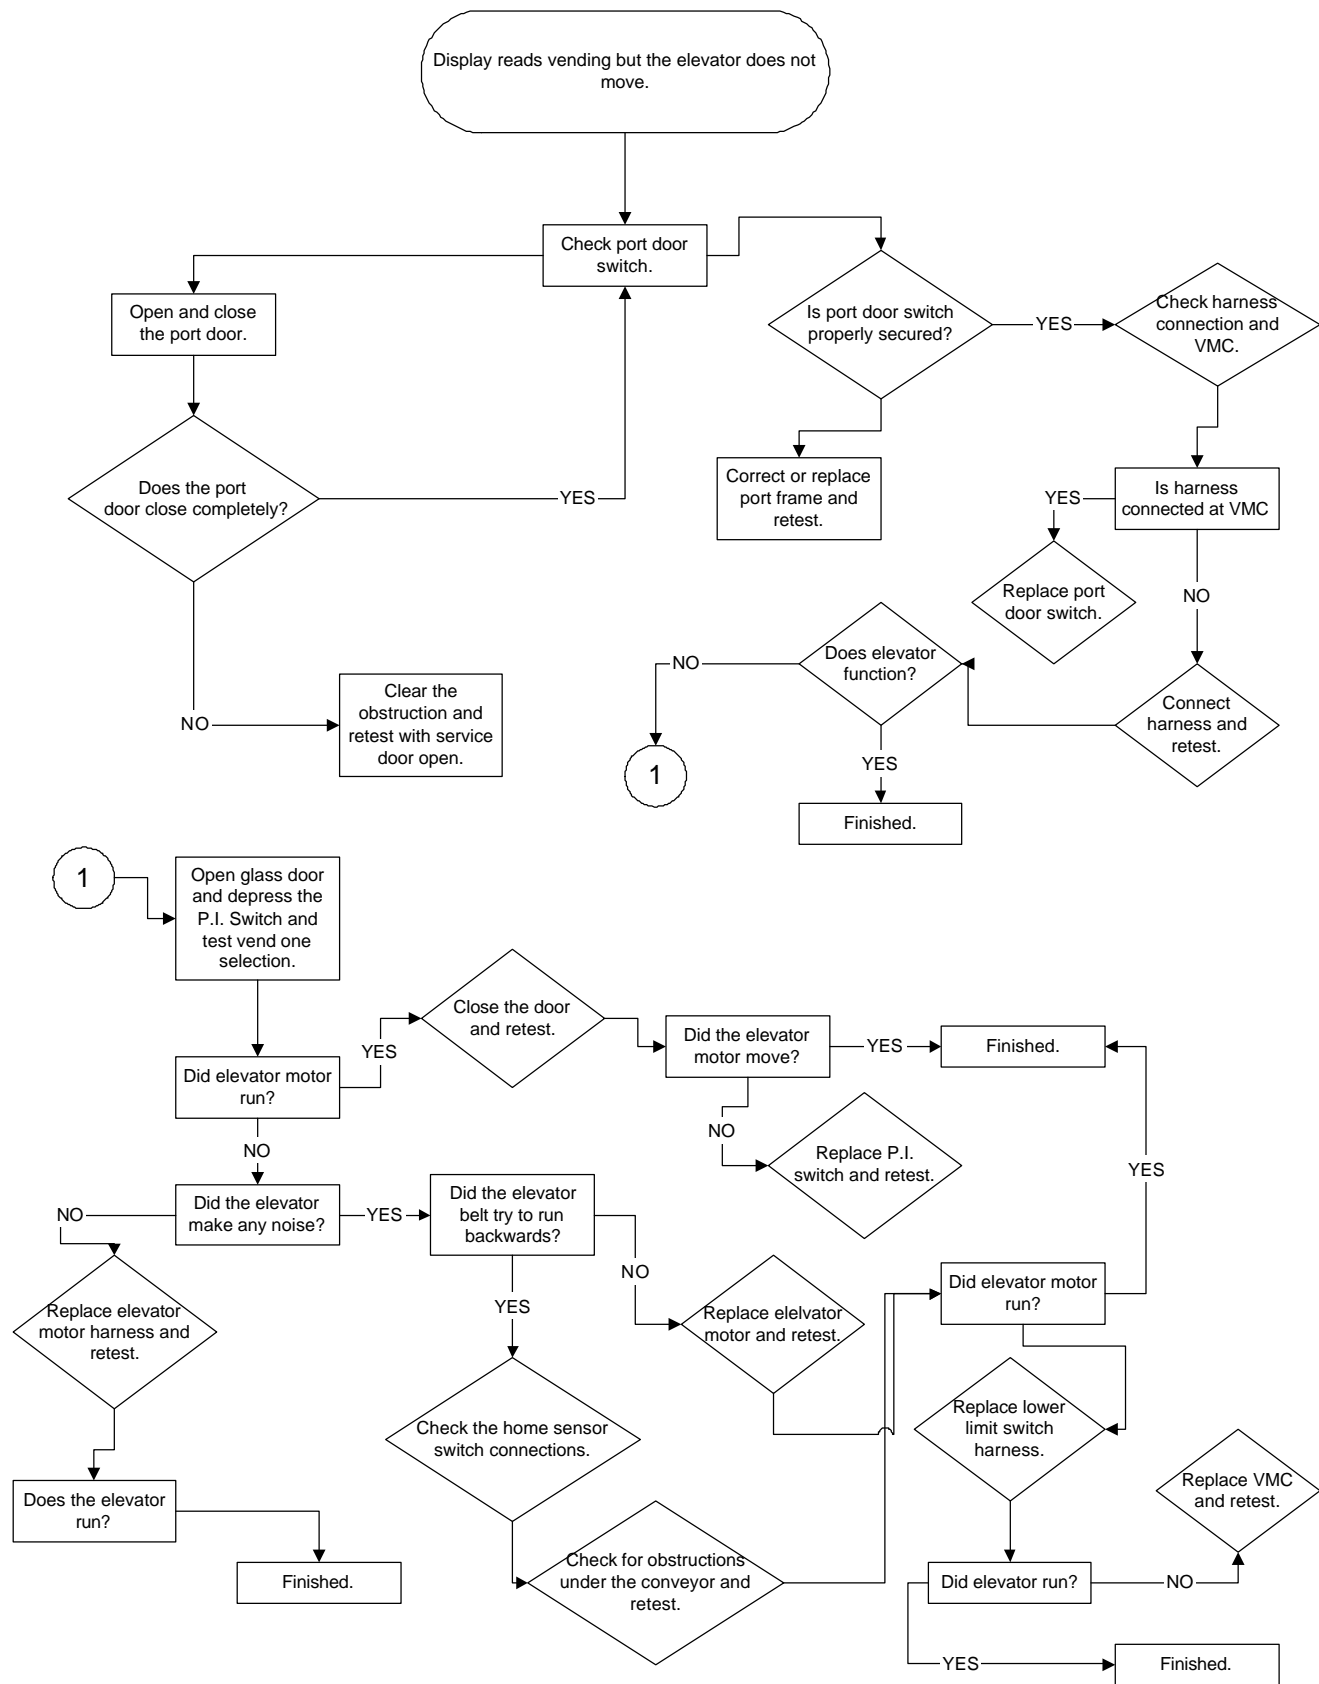 Display reads vending but the elevator does not
move.
Check port door
switch.
Open and close
the port door.
Is port door switch
properly secured?
YES
Check harness
connection and
VMC.
Does the port
door close completely?
YES
Correct or replace
port frame and
retest.
YES
Is harness
connected at VMC
Replace port
door switch.
NO
NO
Does elevator
function?
NO
Clear the
obstruction and
retest with service
door open.
Connect
harness and
retest.
YES
1
Finished.
1
Open glass door
and depress the
P.I. Switch and
test vend one
selection.
Close the door
and retest.
Did the elevator
motor move?
YES
Finished.
YES
Did elevator motor
run?
NO
NO
Replace P.I.
switch and retest.
YES
NO
Did the elevator
make any noise?
YES
Did the elevator
belt try to run
backwards?
NO
Did elevator motor
run?
YES
Replace elevator
motor harness and
retest.
Replace elelvator
motor and retest.
Check the home sensor
switch connections.
Replace lower
limit switch
harness.
Replace VMC
and retest.
Does the elevator
run?
Check for obstructions
under the conveyor and
retest.
Finished.
Did elevator run?
NO
YES
Finished.